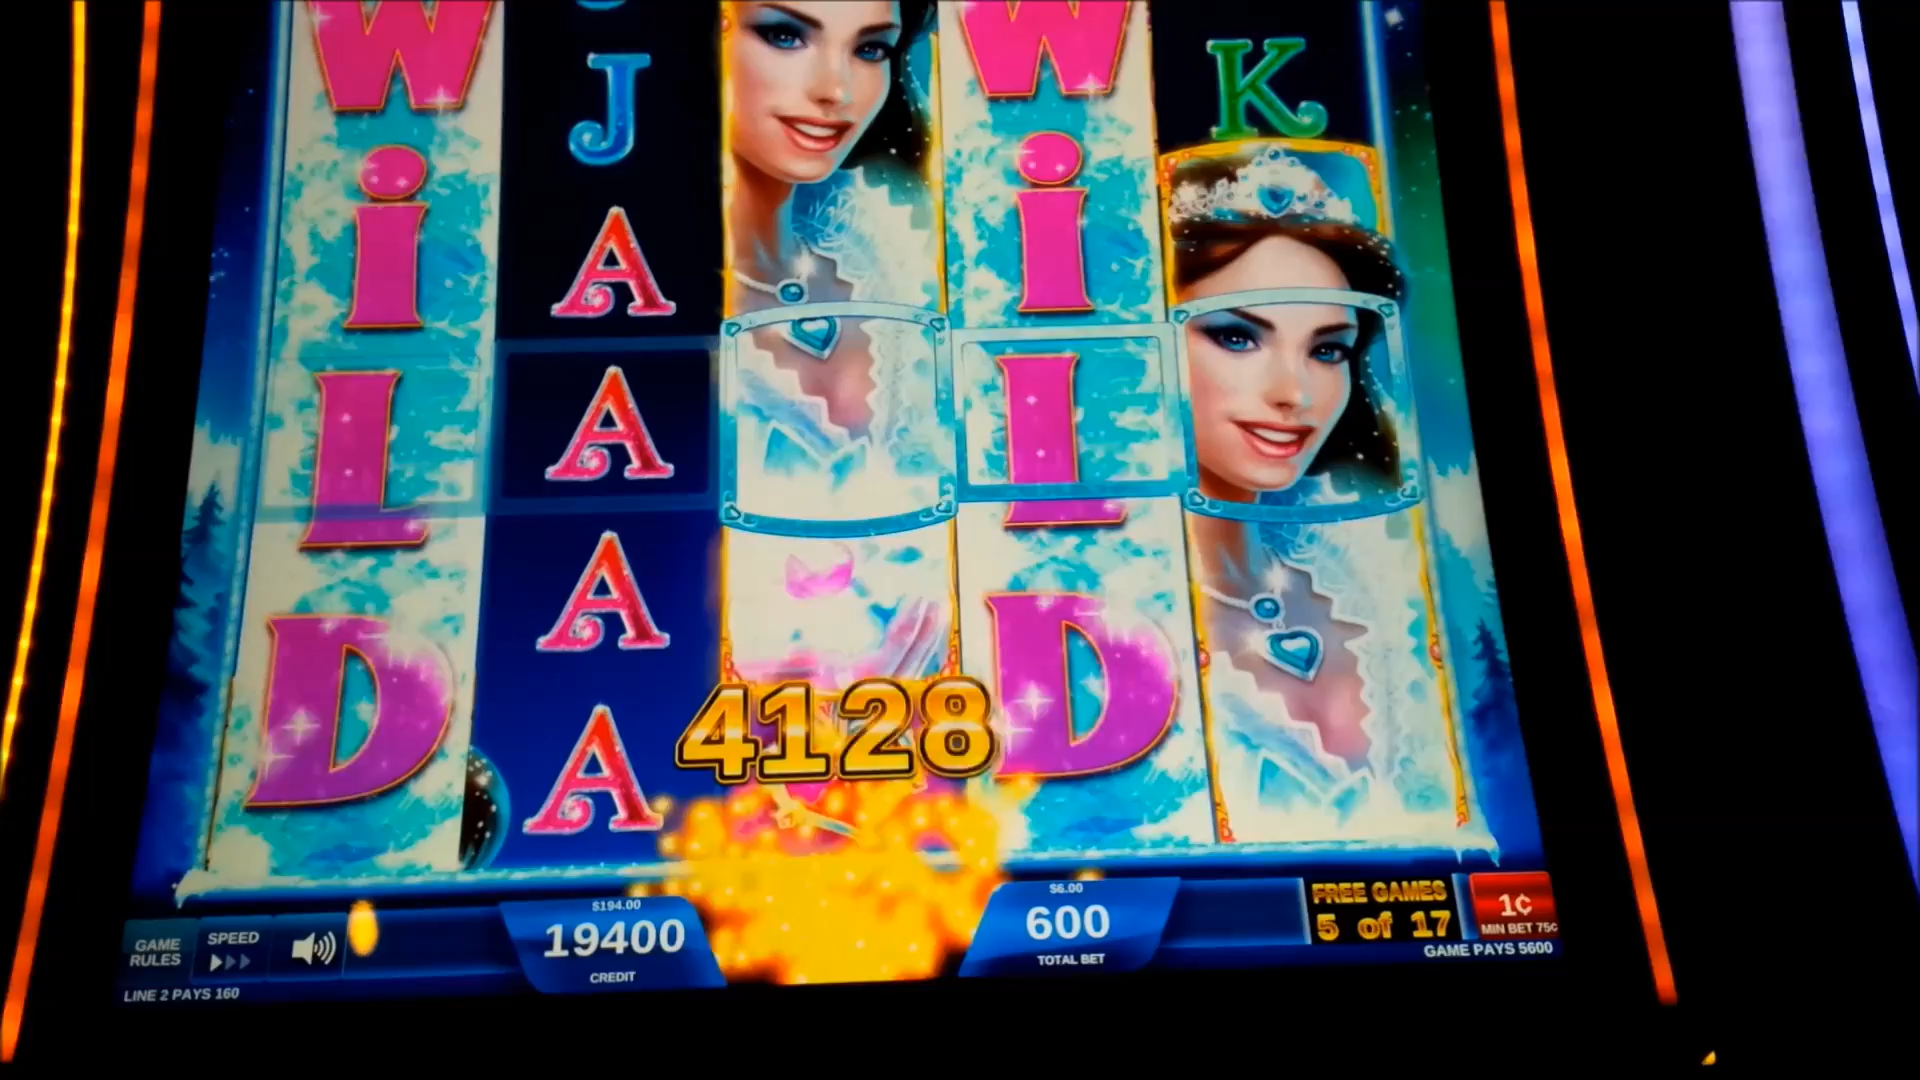 WiLD
J
A
A
A
A
WiLD
K
4128
GAME RULES
SPEED
$194.00
19400
CREDIT
$6.00
600
TOTAL BET
FREE GAMES
5 of 17
1¢
MIN BET 75¢
GAME PAYS 5600
LINE 2 PAYS 160